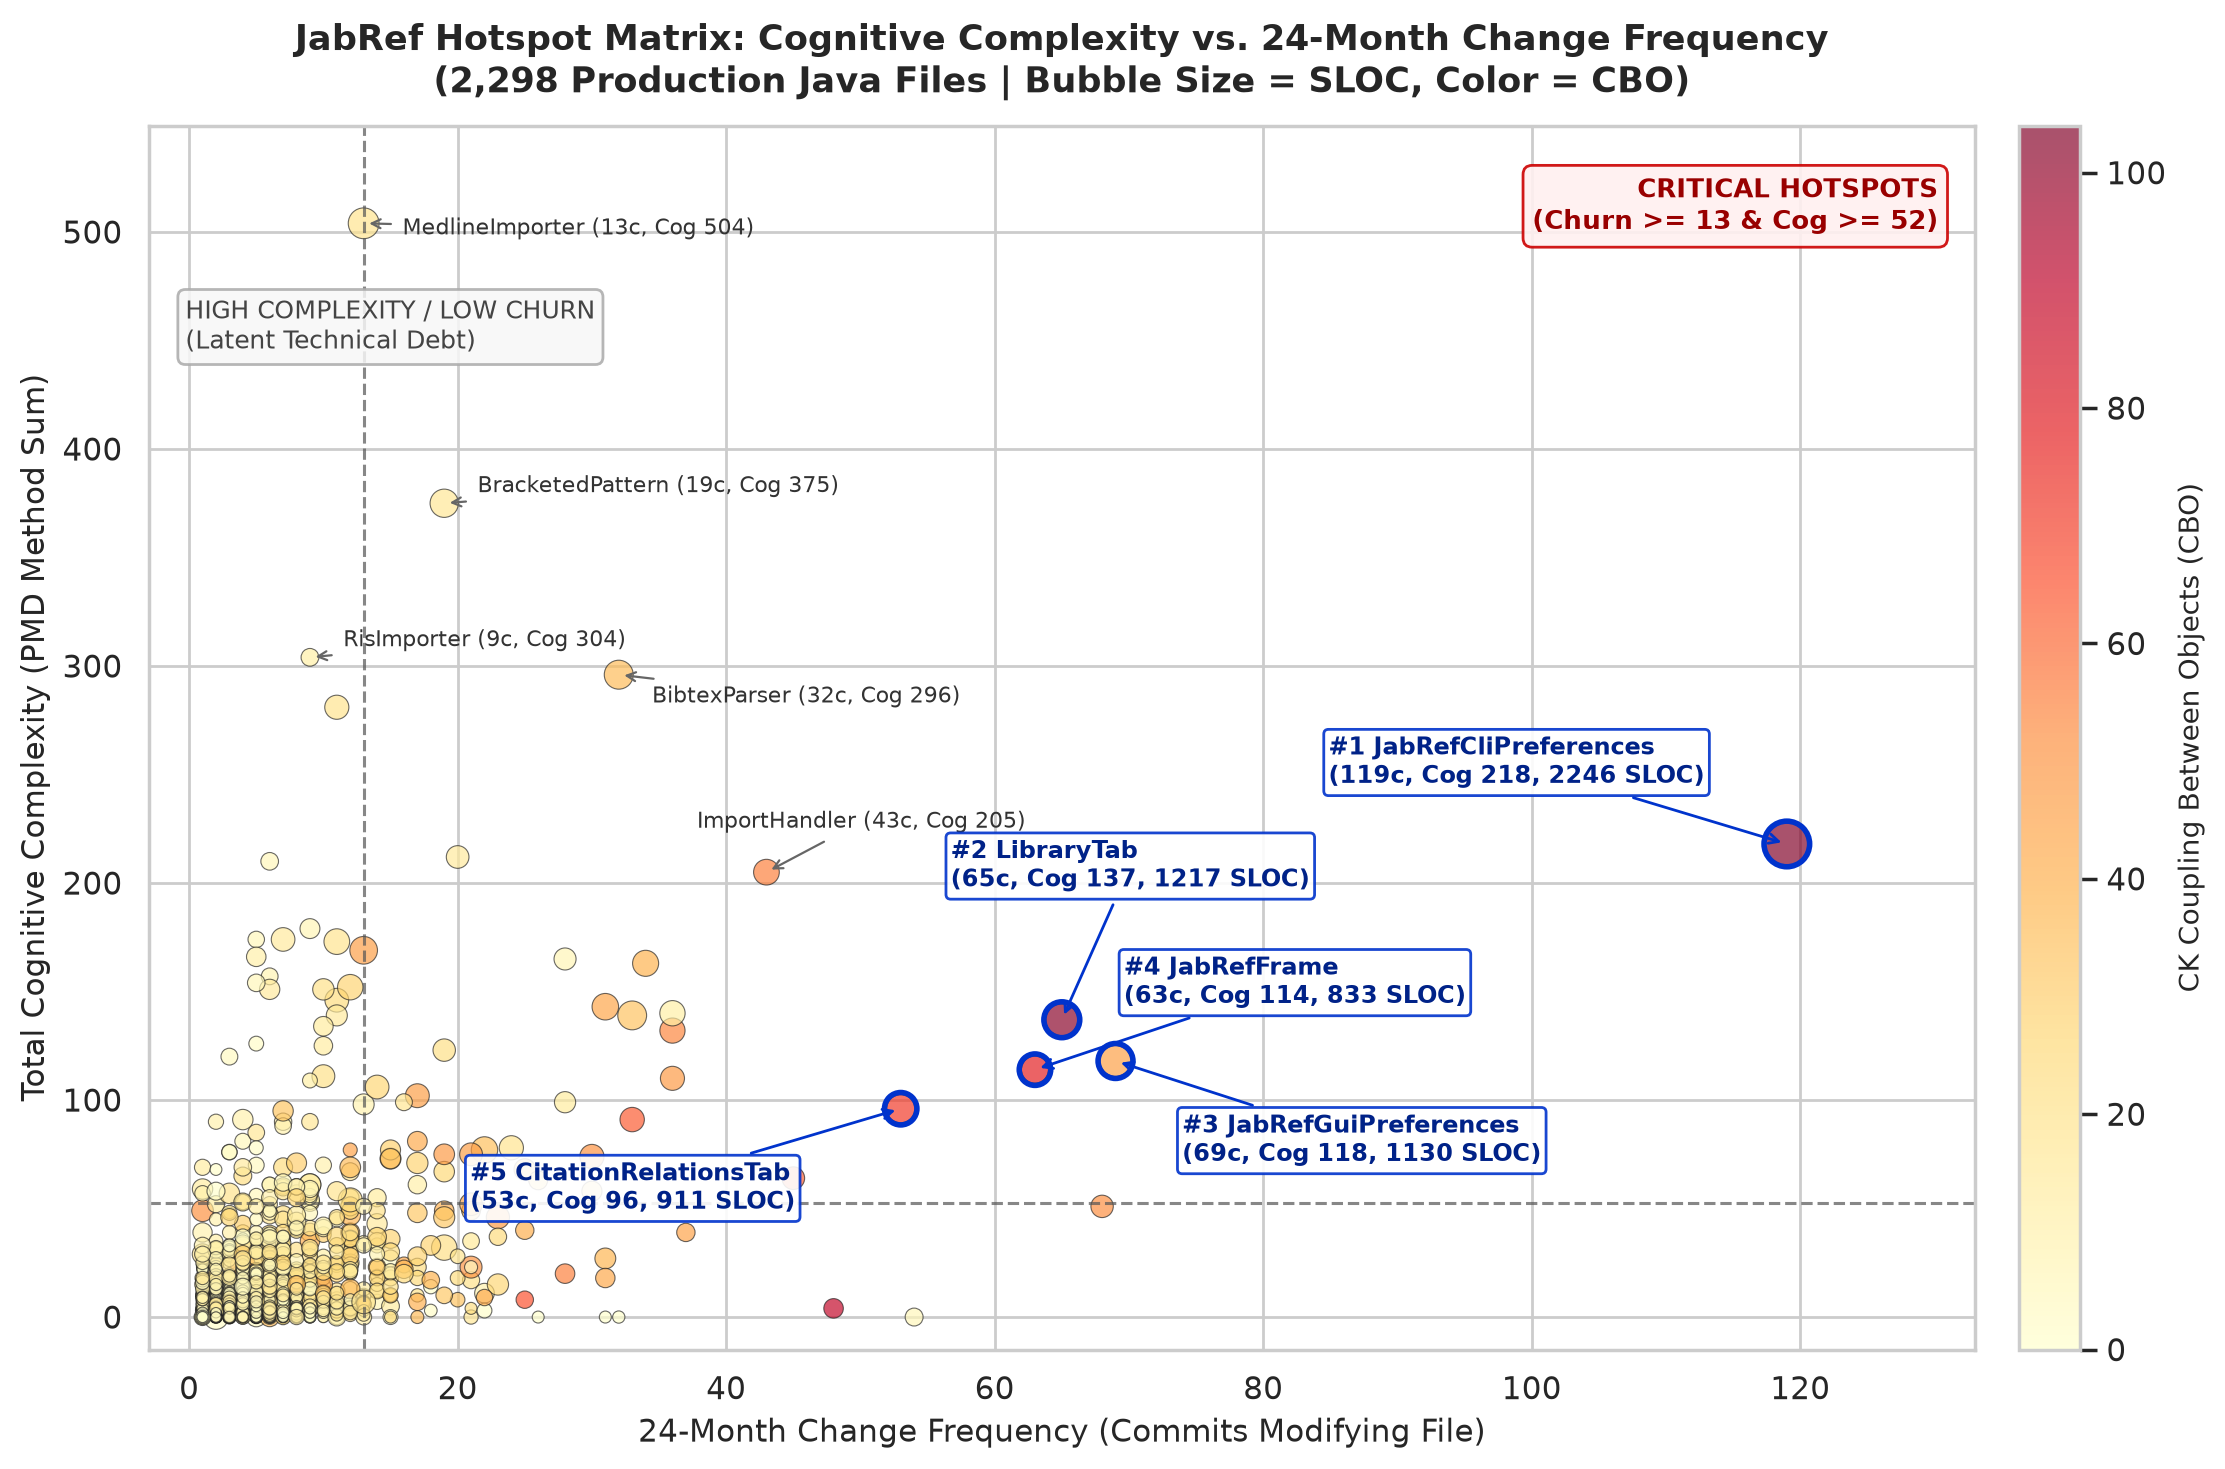 JabRef Hotspot Matrix: Cognitive Complexity vs. 24-Month Change Frequency
(2,298 Production Java Files | Bubble Size = SLOC, Color = CBO)
CRITICAL HOTSPOTS
(Churn >= 13 & Cog >= 52)
MedlineImporter (13c, Cog 504)
HIGH COMPLEXITY / LOW CHURN
(Latent Technical Debt)
BracketedPattern (19c, Cog 375)
RisImporter (9c, Cog 304)
BibtexParser (32c, Cog 296)
#1 JabRefCliPreferences
(119c, Cog 218, 2246 SLOC)
ImportHandler (43c, Cog 205)
#2 LibraryTab
(65c, Cog 137, 1217 SLOC)
#4 JabRefFrame
(63c, Cog 114, 833 SLOC)
#3 JabRefGuiPreferences
(69c, Cog 118, 1130 SLOC)
#5 CitationRelationsTab
(53c, Cog 96, 911 SLOC)
Total Cognitive Complexity (PMD Method Sum)
500
400
300
200
100
0
0
20
40
60
80
100
120
24-Month Change Frequency (Commits Modifying File)
100
80
60
40
20
0
CK Coupling Between Objects (CBO)